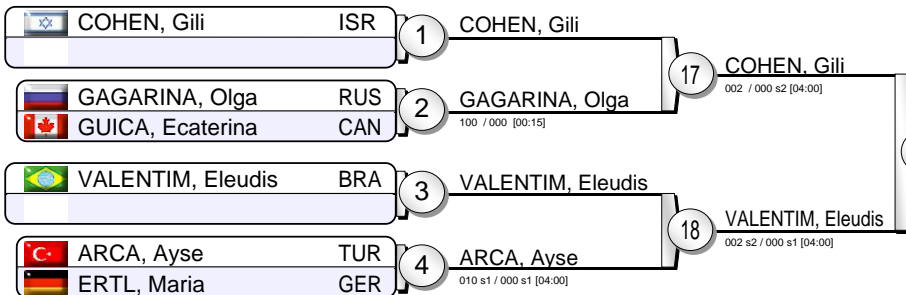 COHEN, Gili ISR
1
COHEN, Gili
GAGARINA, Olga RUS
GUICA, Ecaterina CAN
2
GAGARINA, Olga
100 / 000 [00:15]
17
COHEN, Gili
002 / 000 s2 [04:00]
VALENTIM, Eleudis BRA
3
VALENTIM, Eleudis
ARCA, Ayse TUR
ERTL, Maria GER
4
ARCA, Ayse
010 s1 / 000 s1 [04:00]
18
VALENTIM, Eleudis
002 s2 / 000 s1 [04:00]